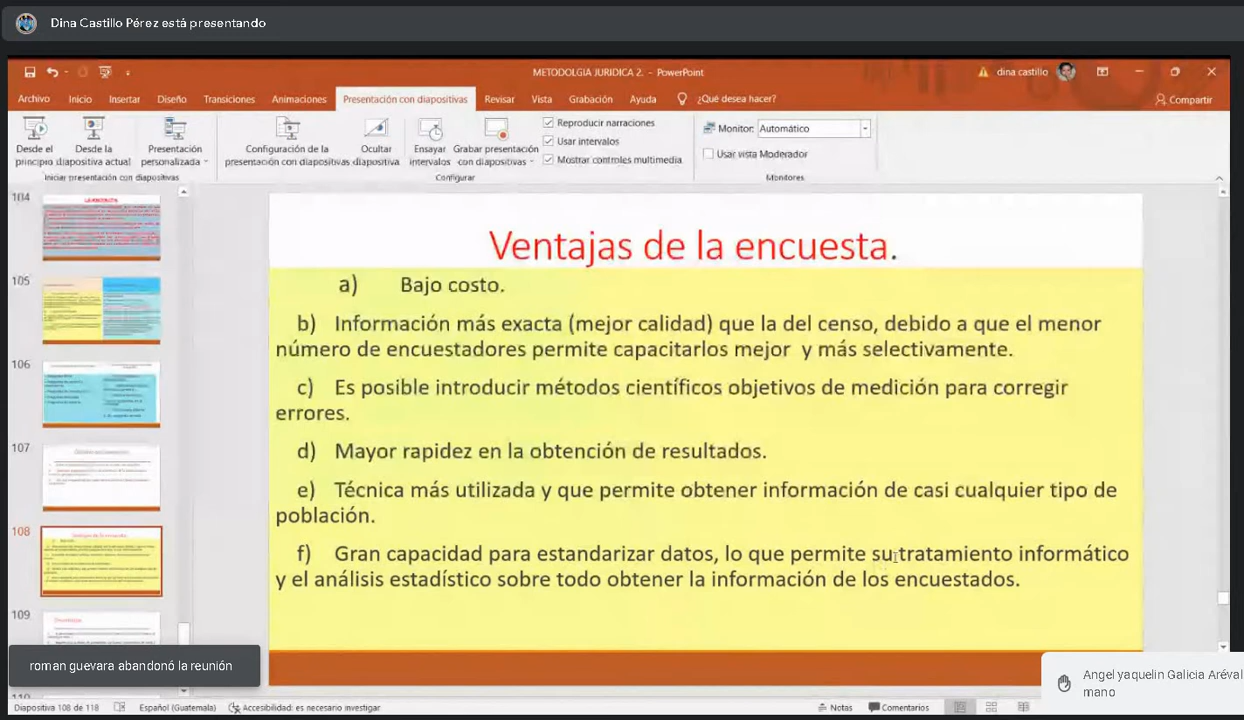 Dina Castillo Pérez está presentando
METODOLGIA JURIDICA 2. - PowerPoint
dina castillo
Archivo Inicio Insertar Diseño Transiciones Animaciones Presentación con diapositivas Revisar Vista Grabación Ayuda ¿Qué desea hacer? Compartir
Desde el principio
Desde la diapositiva actual
Presentación personalizada
Configuración de la presentación con diapositivas
Ocultar diapositiva
Ensayar intervalos
Grabar presentación con diapositivas
Reproducir narraciones
Usar intervalos
Mostrar controles multimedia
Monitor: Automático
Usar vista Moderador
Iniciar presentación con diapositivas
Configurar
Monitores
104
LA ENCUESTA
105
106
107
108
109
Ventajas de la encuesta.
a) Bajo costo.
b) Información más exacta (mejor calidad) que la del censo, debido a que el menor
número de encuestadores permite capacitarlos mejor y más selectivamente.
c) Es posible introducir métodos científicos objetivos de medición para corregir
errores.
d) Mayor rapidez en la obtención de resultados.
e) Técnica más utilizada y que permite obtener información de casi cualquier tipo de
población.
f) Gran capacidad para estandarizar datos, lo que permite su tratamiento informático
y el análisis estadístico sobre todo obtener la información de los encuestados.
roman guevara abandonó la reunión
Angel yaquelin Galicia Aréval
mano
Diapositiva 108 de 118 Español (Guatemala) Accesibilidad: es necesario investigar Notas Comentarios